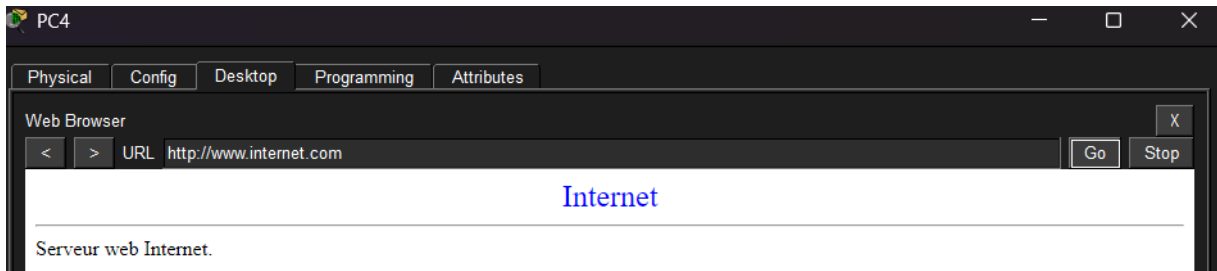 PC4
Physical Config Desktop Programming Attributes
Web Browser
X
< > URL http://www.internet.com Go Stop
Internet
Serveur web Internet.